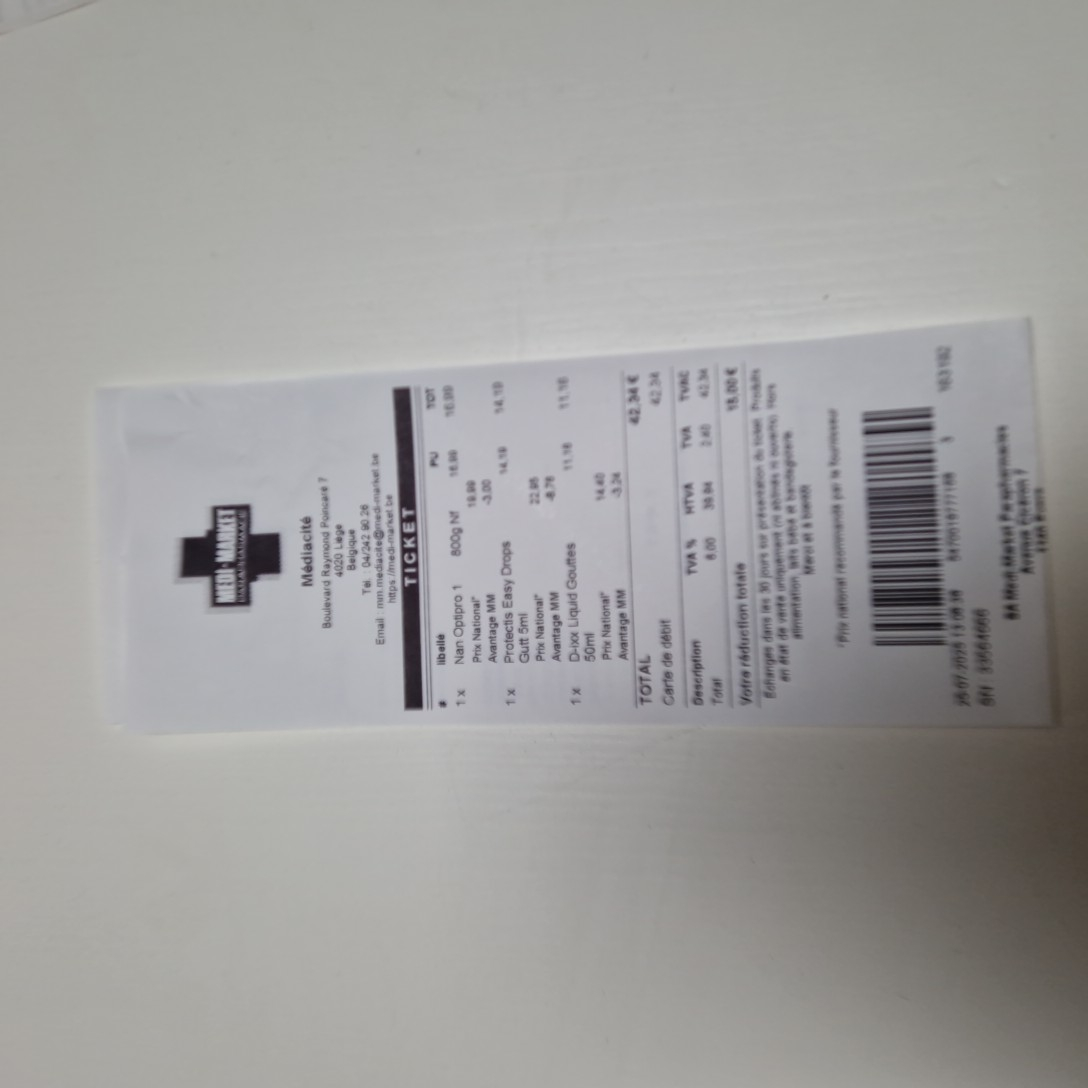 MEDI-MARKET
Médiacité
Boulevard Raymond Poincaré 7
4020 Liège
Belgique
Tel : 04/242 90 26
Email : mm.mediacite@medi-market.be
https://medi-market.be
TICKET
# libellé PU TOT
1 x Nan Optipro 1 800g Nf 16,99 16,99
Prix National* 19,99
Avantage MM -3,00
1 x Protectis Easy Drops 14,19 14,19
Gutt 5ml
Prix National* 22,95
Avantage MM -8,76
1 x D-ixx Liquid Gouttes 11,16 11,16
50ml
Prix National* 14,40
Avantage MM -3,24
TOTAL 42,34 €
Carte de débit 42,34
Description TVA % HTVA TVA TVAC
Total 6,00 39,94 2,40 42,34
Votre réduction totale 15,00 €
Echanges dans les 30 jours sur présentation du ticket. Produits
en état de vente uniquement (ni abîmés ni ouverts). Hors
alimentation, laits bébé et bandagisterie.
Merci et à bientôt
*Prix national recommandé par le fournisseur
SA Medi-Market Parapharmacies